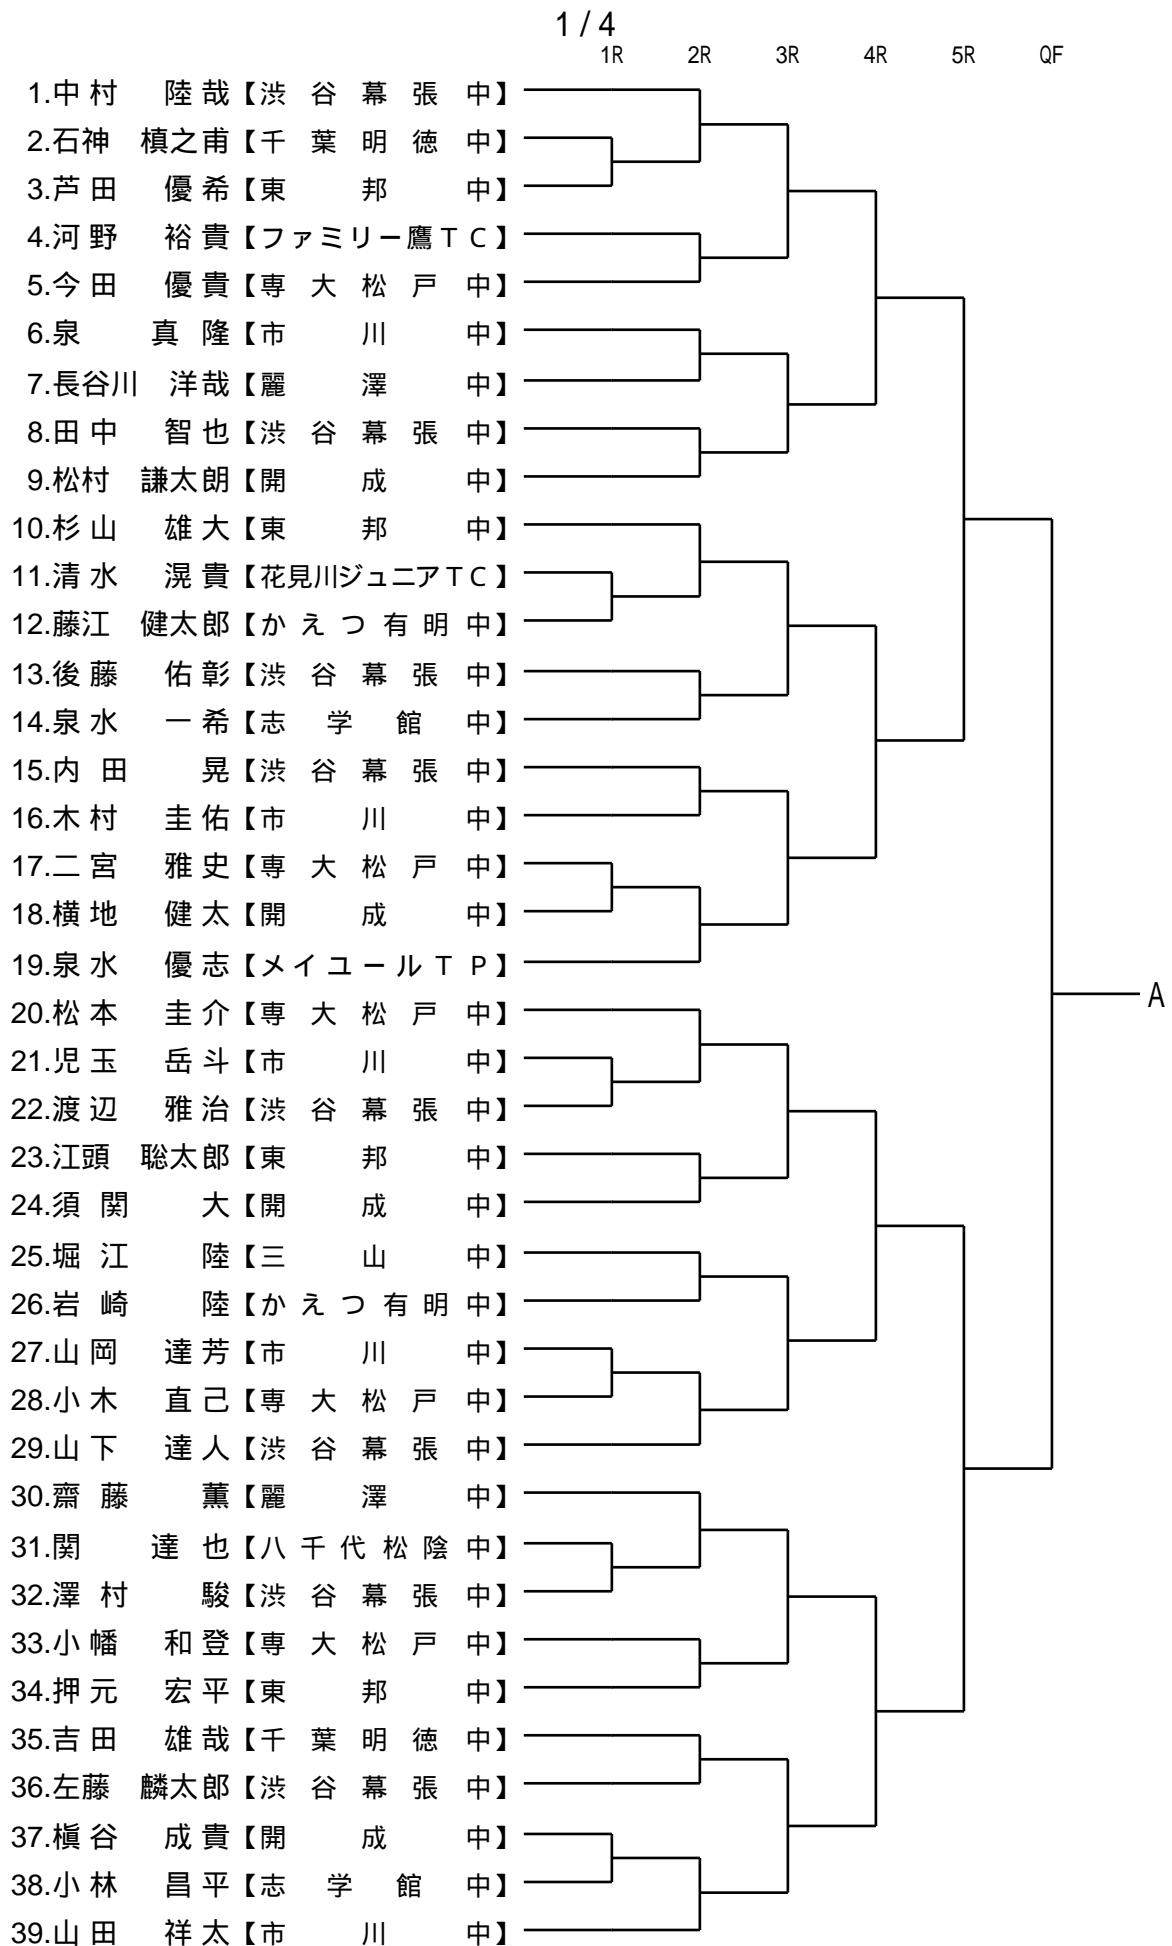 1 / 4
1R 2R 3R 4R 5R QF
1.中村 陸哉【渋谷幕張中】
2.石神 槙之甫【千葉明徳中】
3.芦田 優希【東邦中】
4.河野 裕貴【ファミリー鷹TC】
5.今田 優貴【専大松戸中】
6.泉 真隆【市川中】
7.長谷川 洋哉【麗澤中】
8.田中 智也【渋谷幕張中】
9.松村 謙太朗【開成中】
10.杉山 雄大【東邦中】
11.清水 滉貴【花見川ジュニアTC】
12.藤江 健太郎【かえつ有明中】
13.後藤 佑彰【渋谷幕張中】
14.泉水 一希【志学館中】
15.内田 晃【渋谷幕張中】
16.木村 圭佑【市川中】
17.二宮 雅史【専大松戸中】
18.横地 健太【開成中】
19.泉水 優志【メイユールTP】
20.松本 圭介【専大松戸中】
A
21.児玉 岳斗【市川中】
22.渡辺 雅治【渋谷幕張中】
23.江頭 聡太郎【東邦中】
24.須関 大【開成中】
25.堀江 陸【三山中】
26.岩崎 陸【かえつ有明中】
27.山岡 達芳【市川中】
28.小木 直己【専大松戸中】
29.山下 達人【渋谷幕張中】
30.齋藤 薫【麗澤中】
31.関 達也【八千代松陰中】
32.澤村 駿【渋谷幕張中】
33.小幡 和登【専大松戸中】
34.押元 宏平【東邦中】
35.吉田 雄哉【千葉明徳中】
36.左藤 麟太郎【渋谷幕張中】
37.槇谷 成貴【開成中】
38.小林 昌平【志学館中】
39.山田 祥太【市川中】